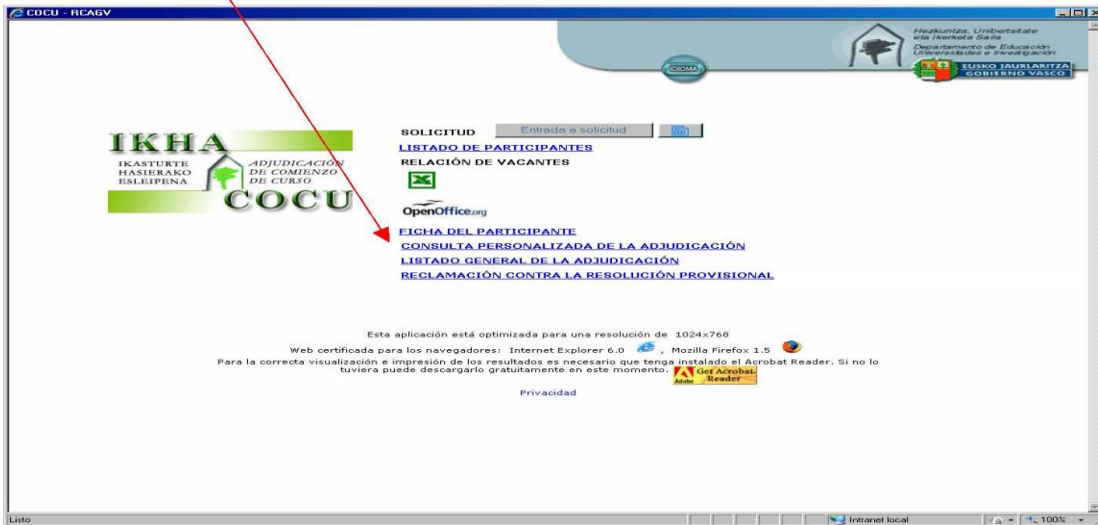 COCU - RCAGV
Hezkuntza, Unibertsitate
eta Ikerketa Saila
Departamento de Educación
Universidades e Investigación
EUSKO JAURLARITZA
GOBIERNO VASCO
IDIOMA
IKHA
IKASTURTE
HASIERAKO
ESLEIPENA
ADJUDICACIÓN
DE COMIENZO
DE CURSO
COCU
SOLICITUD Entrada a solicitud
LISTADO DE PARTICIPANTES
RELACIÓN DE VACANTES
OpenOffice.org
FICHA DEL PARTICIPANTE
CONSULTA PERSONALIZADA DE LA ADJUDICACIÓN
LISTADO GENERAL DE LA ADJUDICACIÓN
RECLAMACIÓN CONTRA LA RESOLUCIÓN PROVISIONAL
Esta aplicación está optimizada para una resolución de 1024x768
Web certificada para los navegadores: Internet Explorer 6.0 , Mozilla Firefox 1.5
Para la correcta visualización e impresión de los resultados es necesario que tenga instalado el Acrobat Reader. Si no lo
tuviera puede descargarlo gratuitamente en este momento. Get Acrobat Reader Adobe
Privacidad
Listo Intranet local 100%